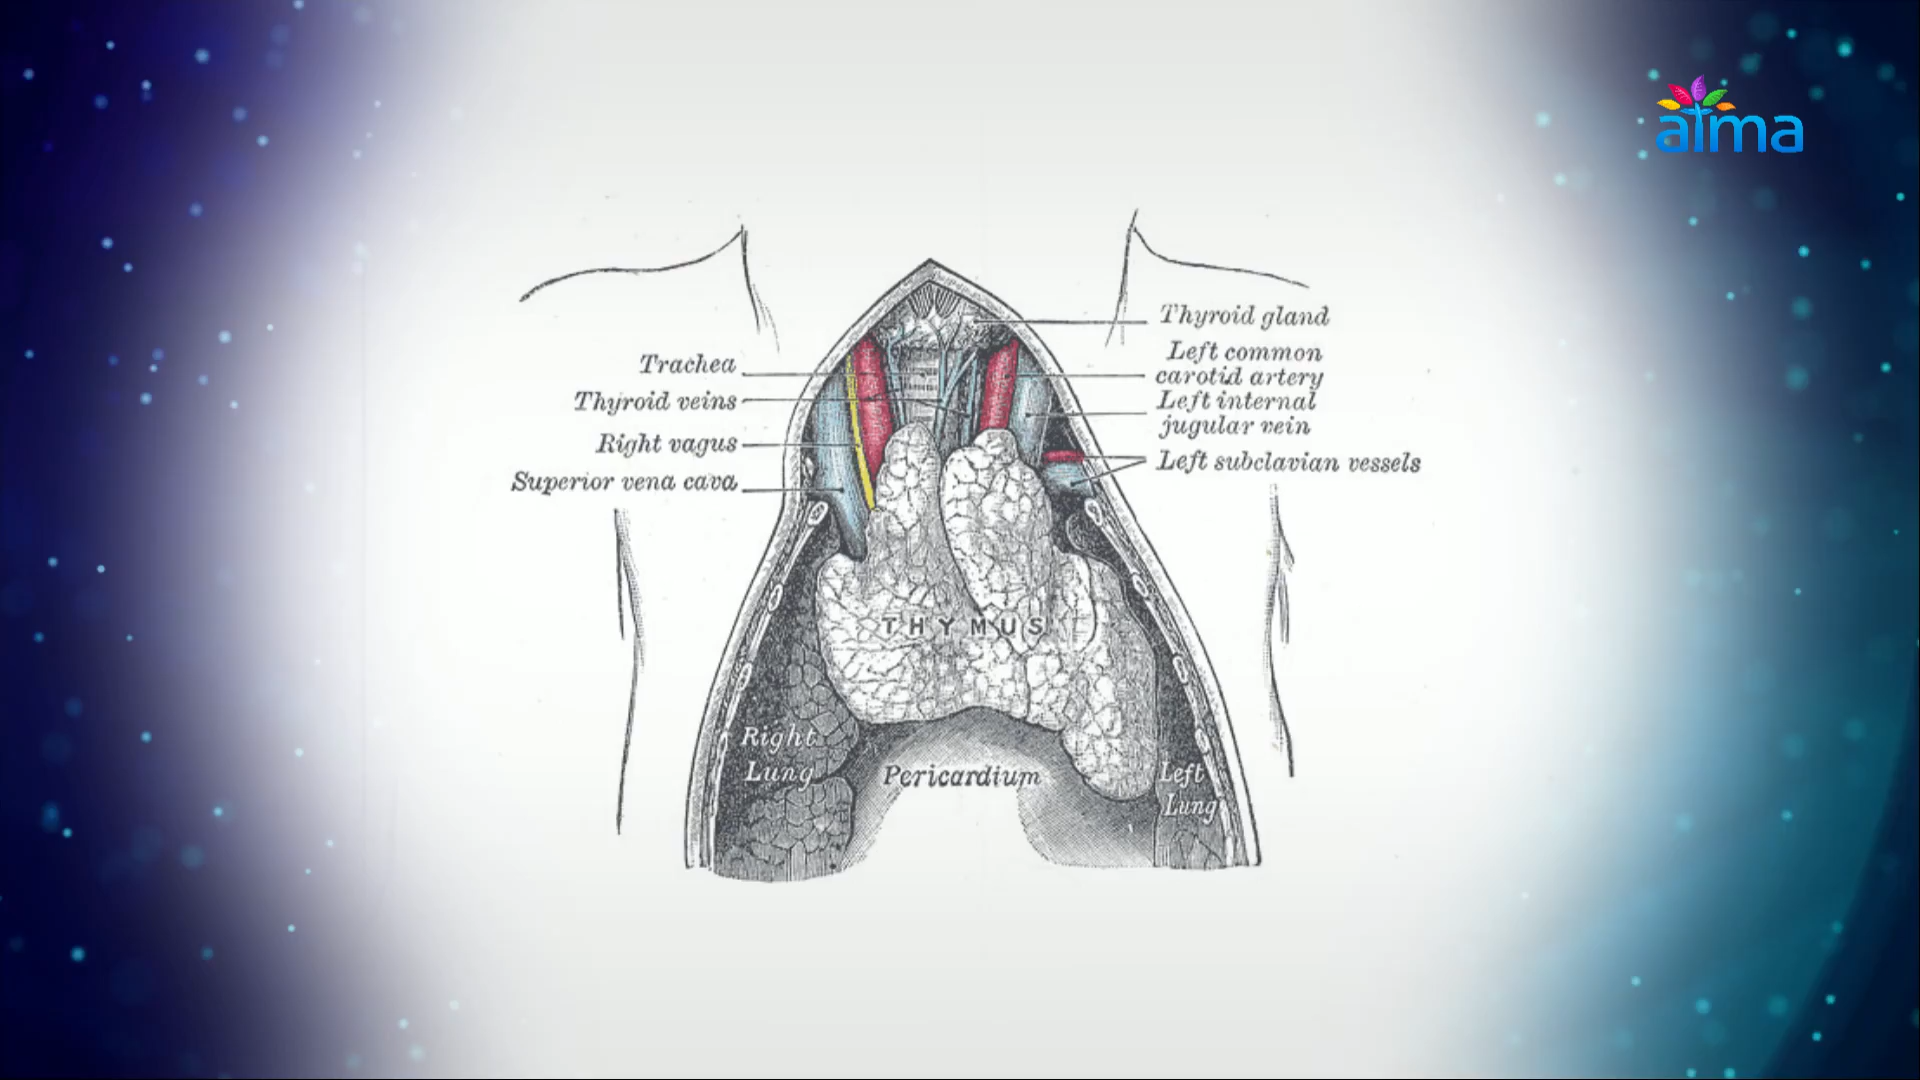 atma
Thyroid gland
Left common
carotid artery
Left internal
jugular vein
Left subclavian vessels
Trachea
Thyroid veins
Right vagus
Superior vena cava
THYMUS
Right
Lung
Pericardium
Left
Lung